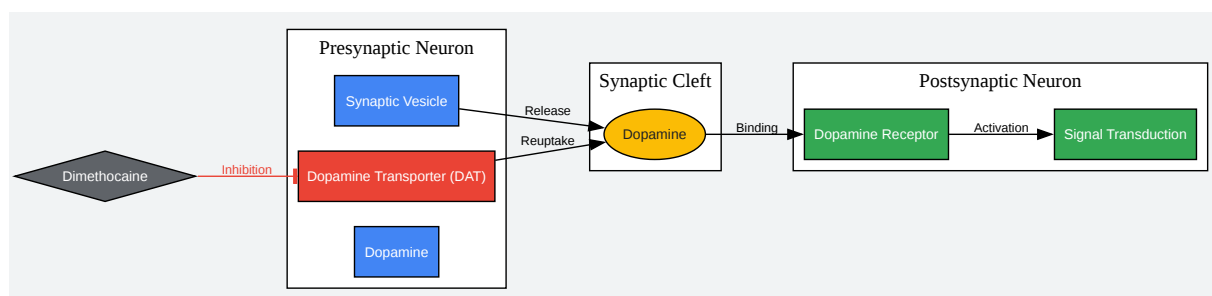 Presynaptic Neuron
Synaptic Vesicle
Dopamine Transporter (DAT)
Dopamine
Dimethocaine
Inhibition
Release
Reuptake
Synaptic Cleft
Dopamine
Binding
Postsynaptic Neuron
Dopamine Receptor
Activation
Signal Transduction